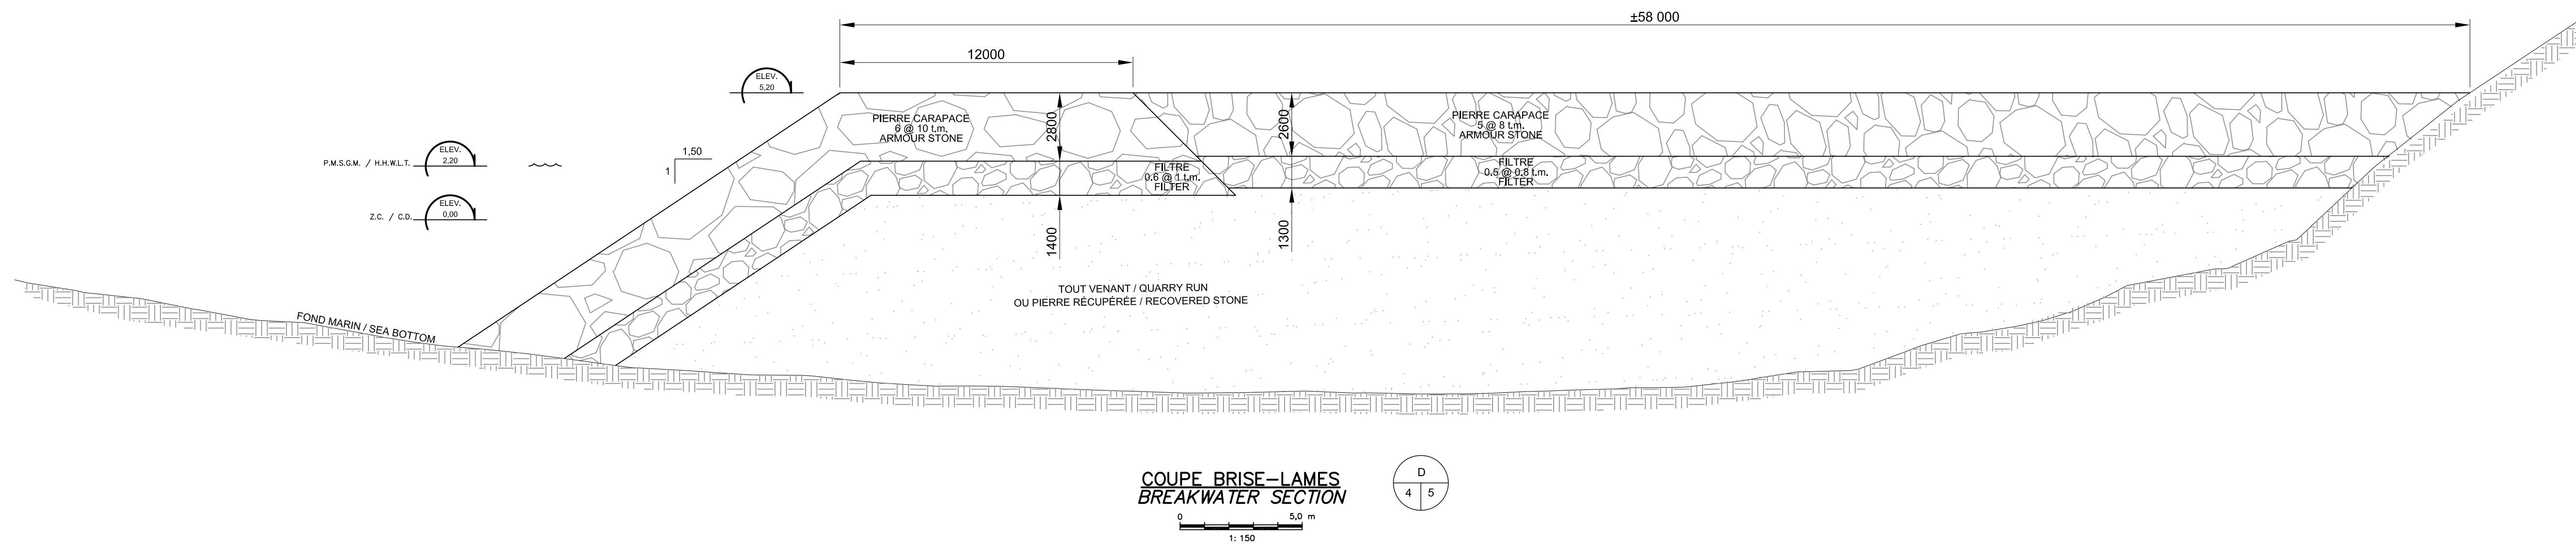 ±58 000
12000
ELEV.
5,20
PIERRE CARAPACE
6 @ 10 t.m.
ARMOUR STONE
2800
2600
PIERRE CARAPACE
5 @ 8 t.m.
ARMOUR STONE
P.M.S.G.M. / H.H.W.L.T.
ELEV.
2,20
1,50
1
FILTRE
0.6 @ 1 t.m.
FILTER
FILTRE
0.5 @ 0.8 t.m.
FILTER
Z.C. / C.D.
ELEV.
0,00
1400
1300
TOUT VENANT / QUARRY RUN
OU PIERRE RÉCUPÉRÉE / RECOVERED STONE
FOND MARIN / SEA BOTTOM
COUPE BRISE-LAMES
BREAKWATER SECTION
D
4 5
0 5,0 m
1: 150